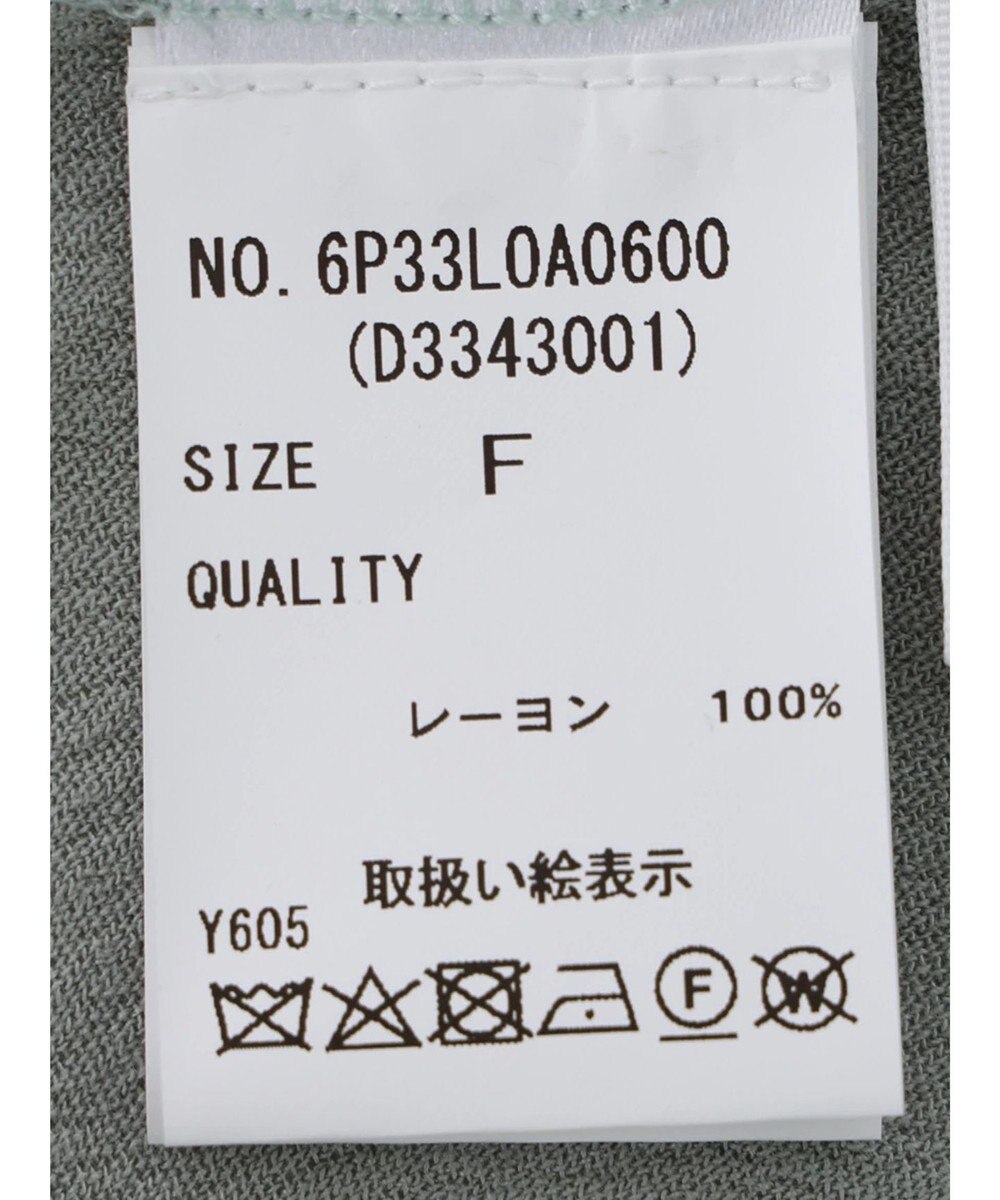 NO. 6P33L0A0600
(D3343001)
SIZE F
QUALITY
レーヨン 100%
取扱い絵表示
Y605
F W